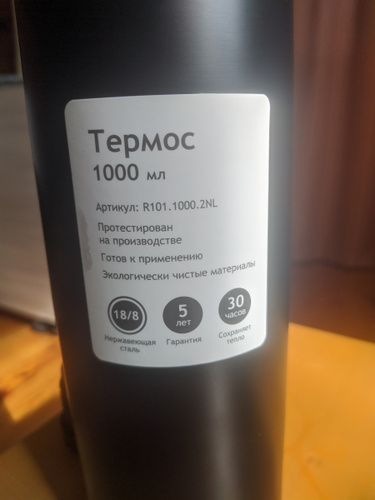 Термос
1000 мл
Артикул: R101.1000.2NL
Протестирован
на производстве
Готов к применению
Экологически чистые материалы
18/8
Нержавеющая
сталь
5
лет
Гарантия
30
часов
Сохраняет
тепло